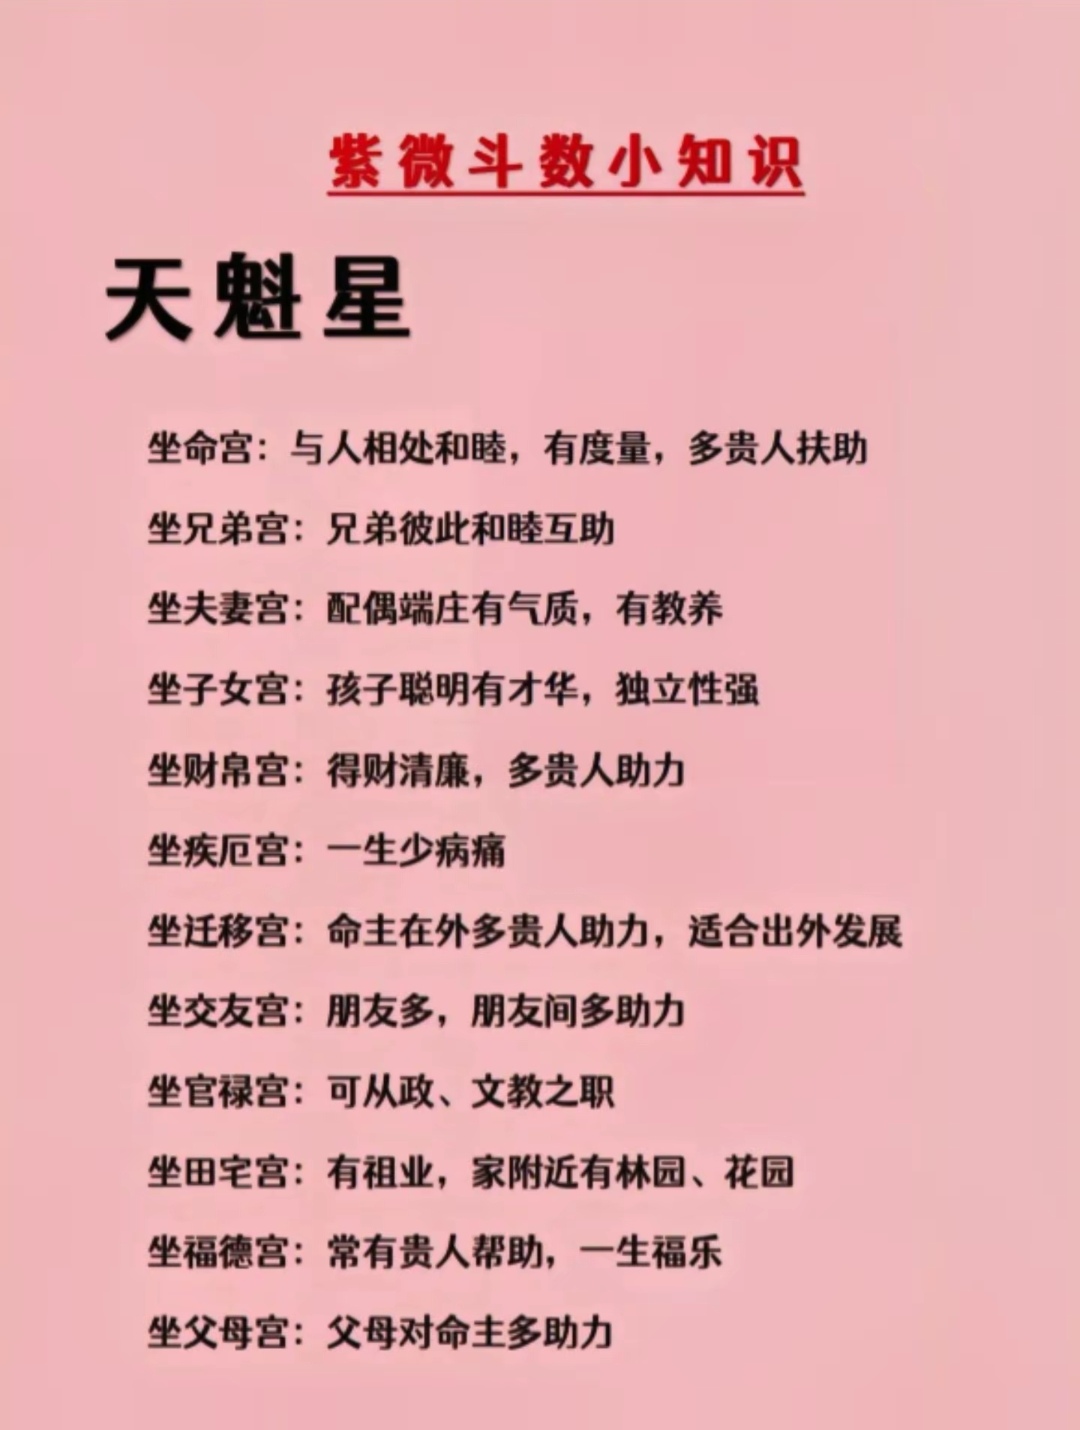 紫微斗数小知识
天魁星
坐命宫：与人相处和睦，有度量，多贵人扶助
坐兄弟宫：兄弟彼此和睦互助
坐夫妻宫：配偶端庄有气质，有教养
坐子女宫：孩子聪明有才华，独立性强
坐财帛宫：得财清廉，多贵人助力
坐疾厄宫：一生少病痛
坐迁移宫：命主在外多贵人助力，适合出外发展
坐交友宫：朋友多，朋友间多助力
坐官禄宫：可从政、文教之职
坐田宅宫：有祖业，家附近有林园、花园
坐福德宫：常有贵人帮助，一生福乐
坐父母宫：父母对命主多助力